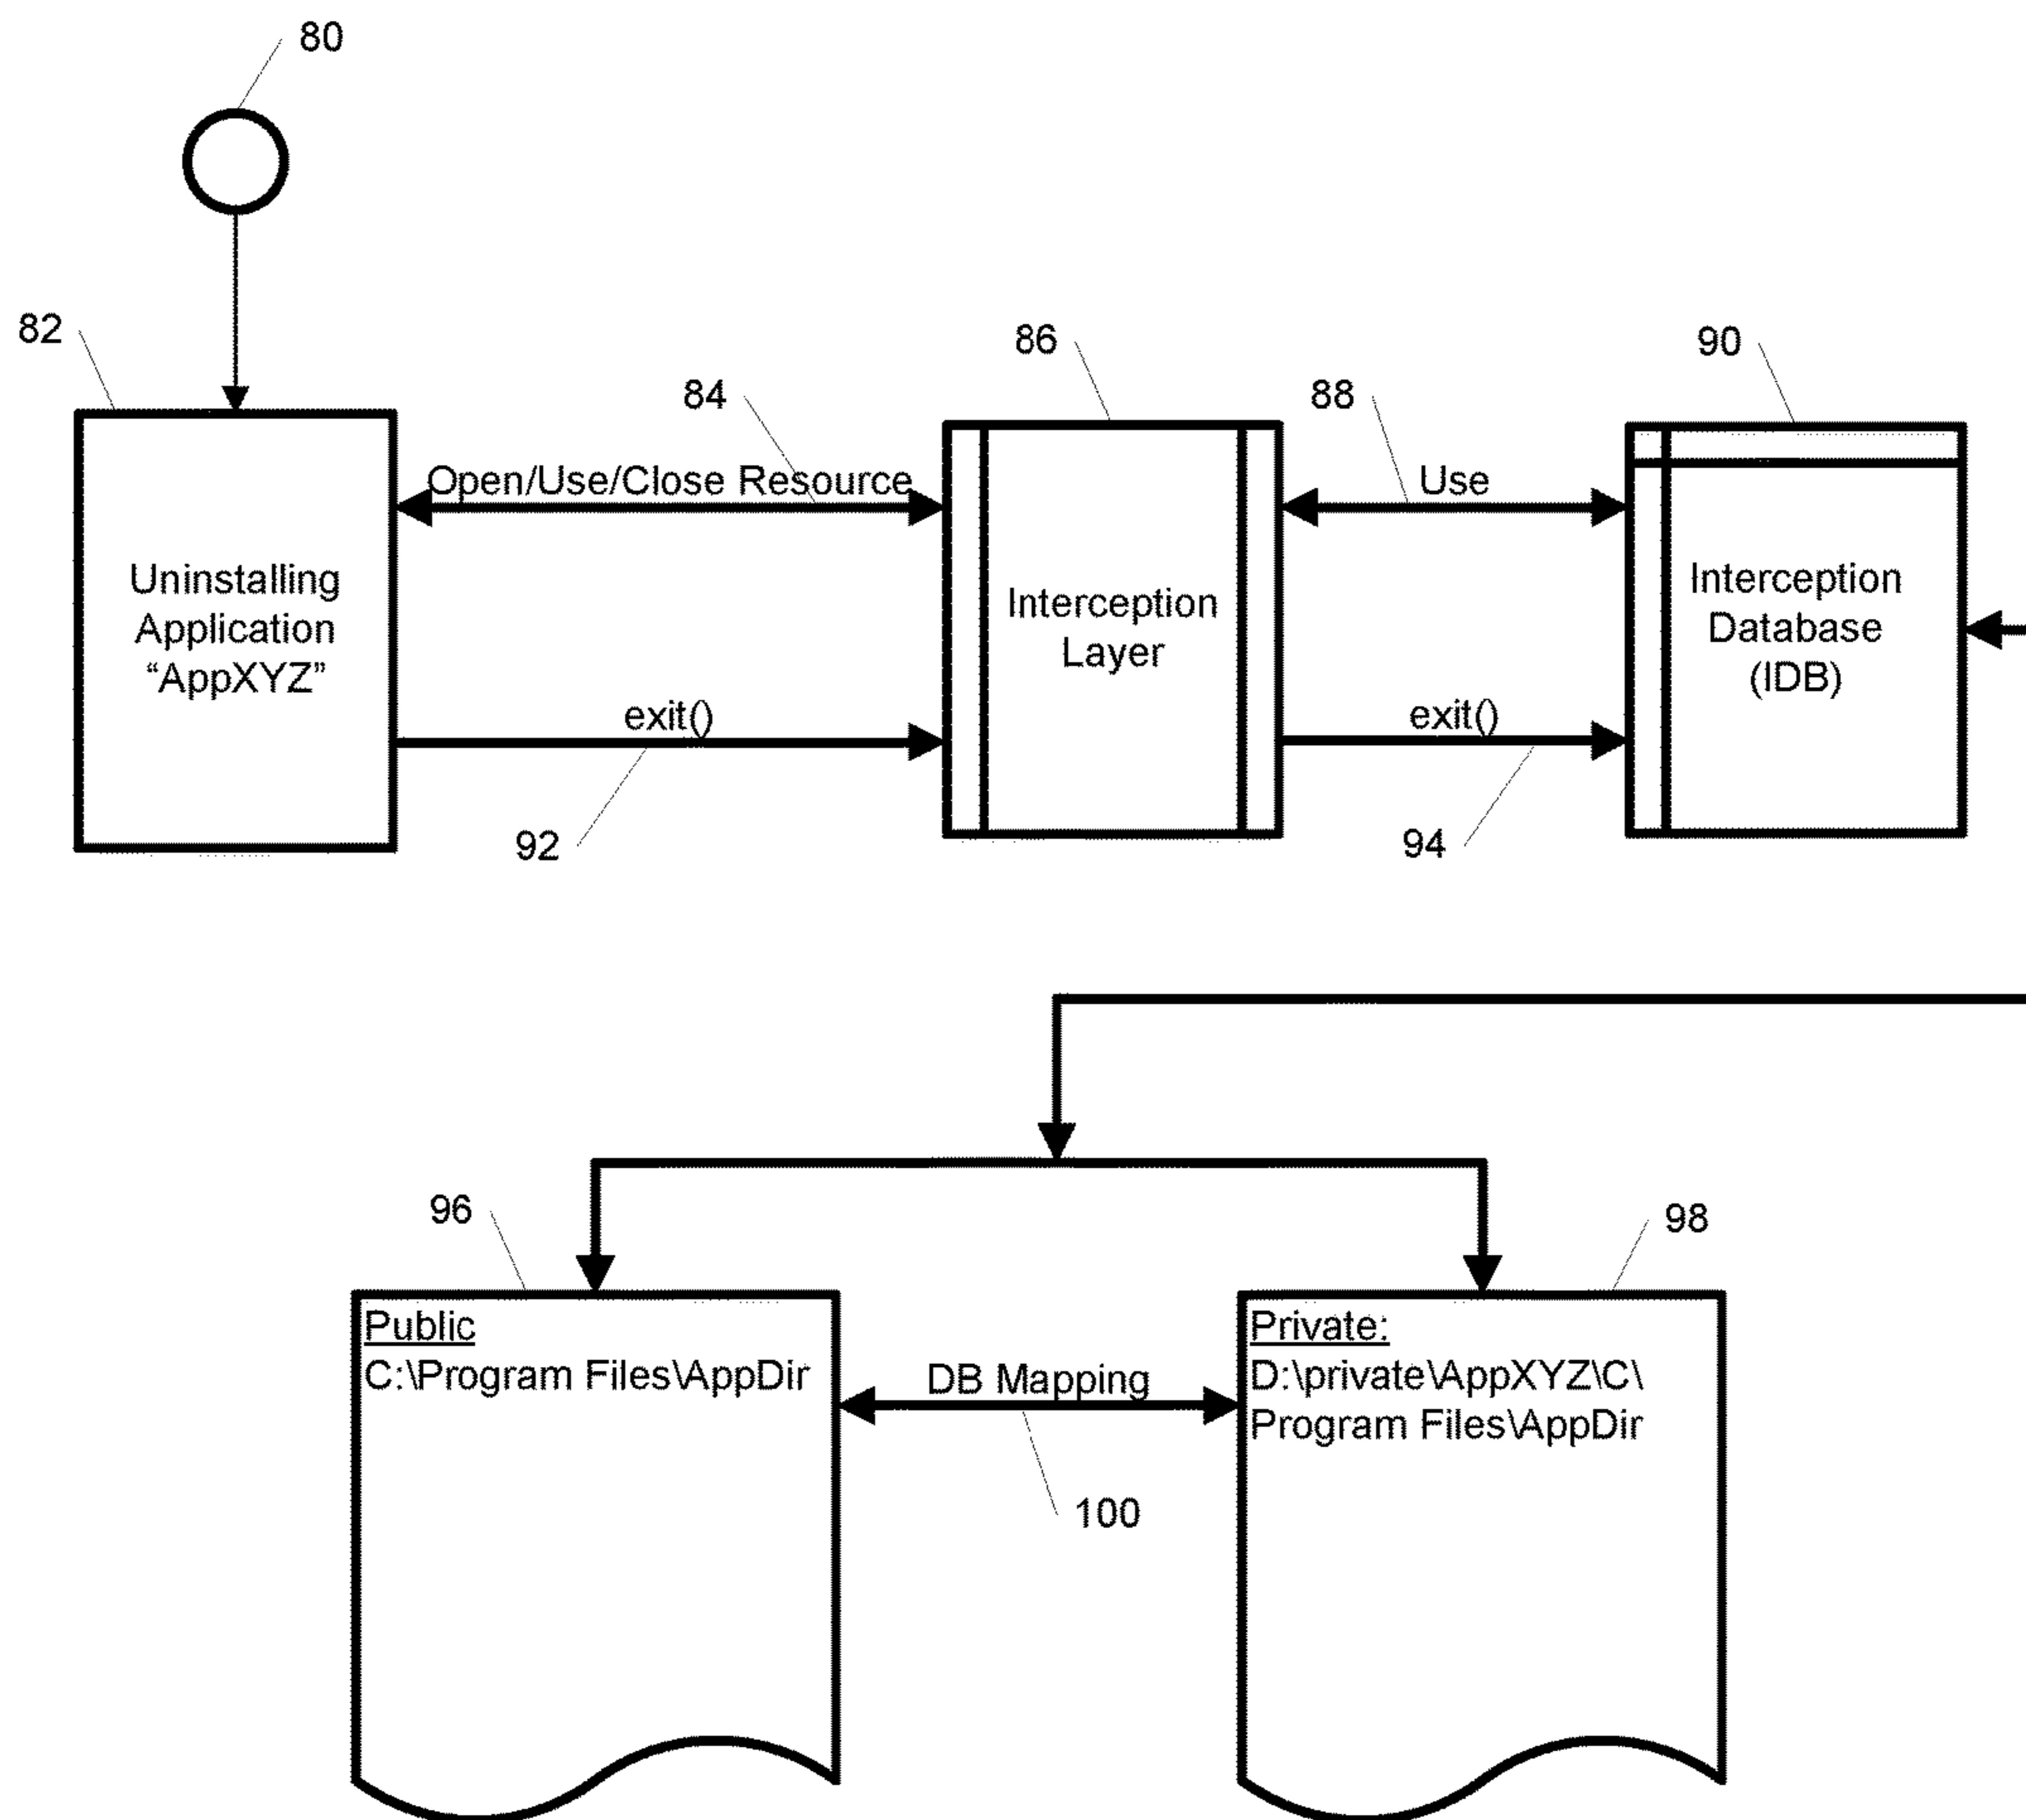 80
82
86
90
84
88
Open/Use/Close Resource
Use
Uninstalling
Application
“AppXYZ”
Interception
Layer
Interception
Database
(IDB)
exit()
exit()
92
94
96
98
Public
C:\Program Files\AppDir
DB Mapping
Private:
D:\private\AppXYZ\C\
Program Files\AppDir
100